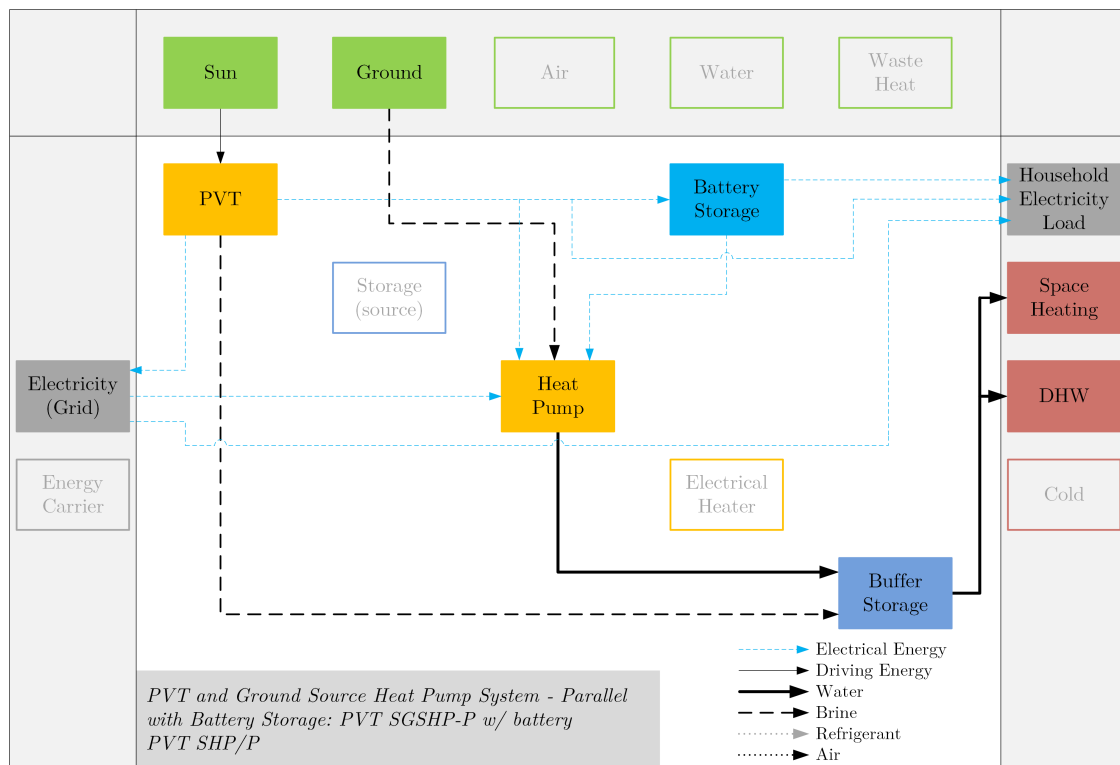 Sun
Ground
Air
Water
Waste
Heat
PVT
Battery
Storage
Household
Electricity
Load
Storage
(source)
Space
Heating
Electricity
(Grid)
Heat
Pump
DHW
Energy
Carrier
Electrical
Heater
Cold
Buffer
Storage
Electrical Energy
Driving Energy
Water
Brine
Refrigerant
Air
PVT and Ground Source Heat Pump System - Parallel
with Battery Storage: PVT SGSHP-P w/ battery
PVT SHP/P